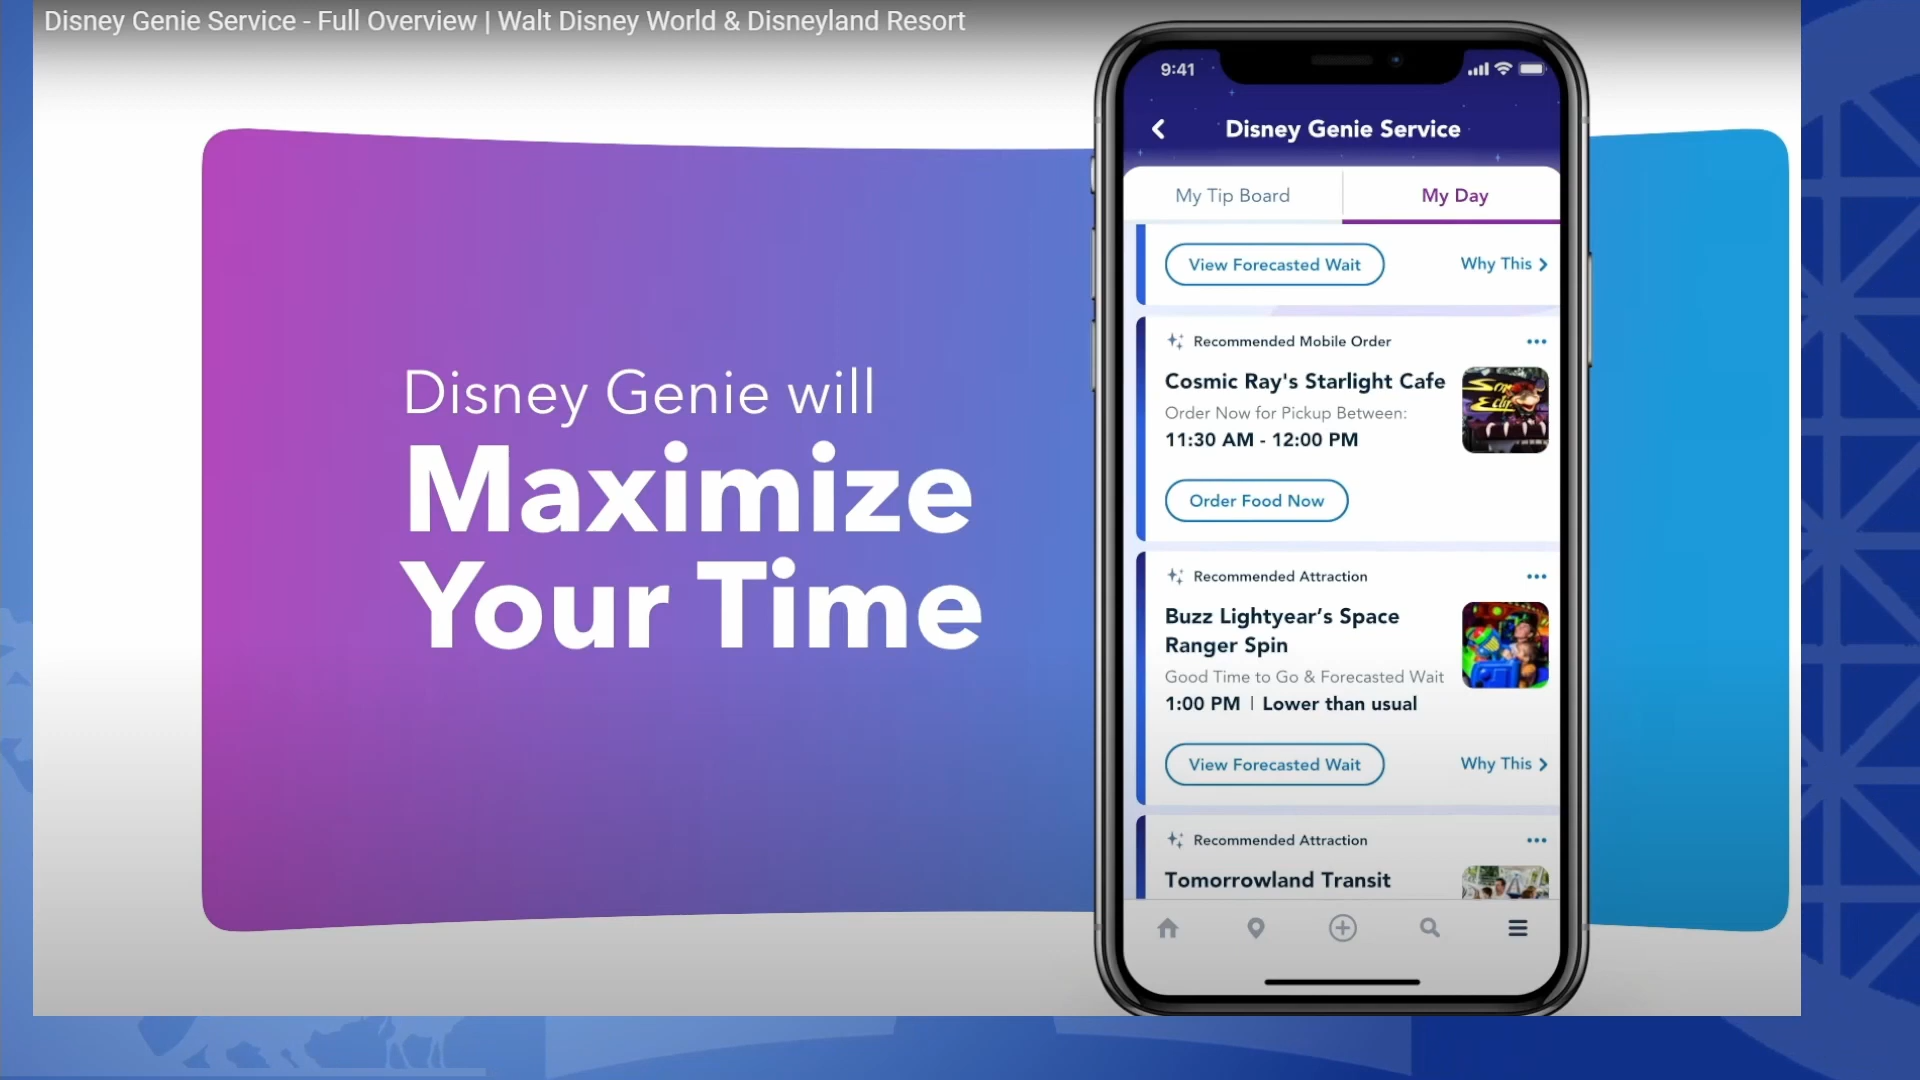 Disney Genie Service - Full Overview | Walt Disney World & Disneyland Resort
Disney Genie will
Maximize
Your Time
9:41
Disney Genie Service
My Tip Board
My Day
View Forecasted Wait
Why This
Recommended Mobile Order
Cosmic Ray's Starlight Cafe
Order Now for Pickup Between:
11:30 AM - 12:00 PM
Order Food Now
Recommended Attraction
Buzz Lightyear’s Space
Ranger Spin
Good Time to Go & Forecasted Wait
1:00 PM | Lower than usual
View Forecasted Wait
Why This
Recommended Attraction
Tomorrowland Transit